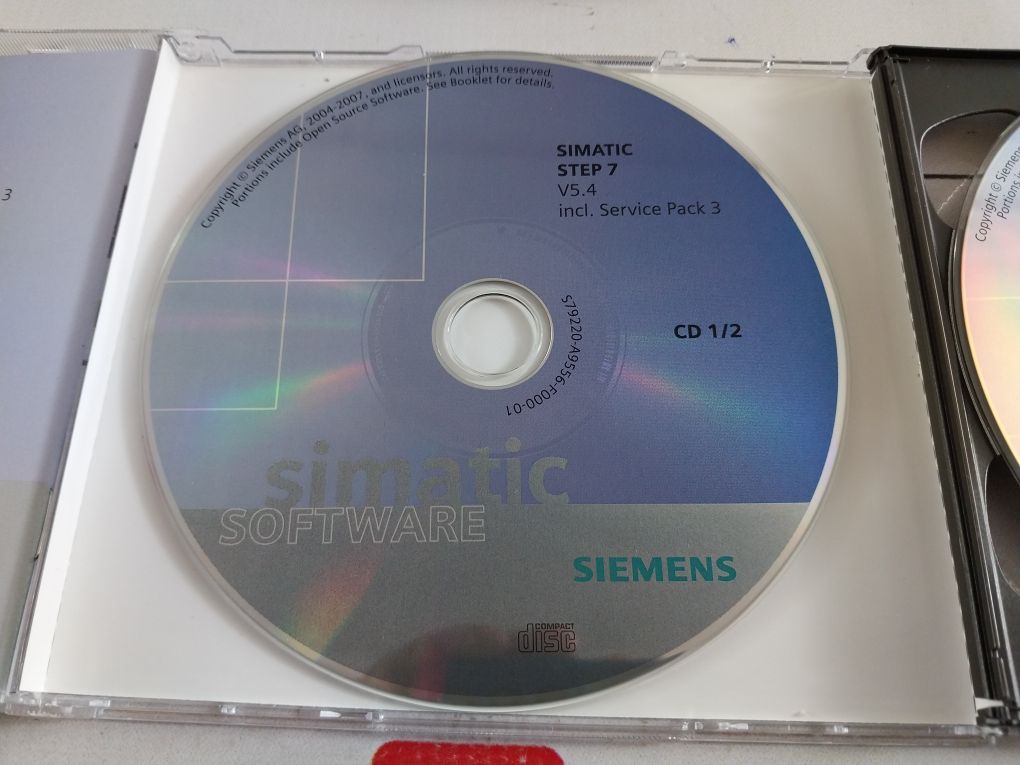 3
Copyright © Siemens AG, 2004-2007, and licensors. All rights reserved.
Portions include Open Source Software. See Booklet for details.
SIMATIC
STEP 7
V5.4
incl. Service Pack 3
CD 1/2
S79220-A9556-F000-01
simatic
SOFTWARE
SIEMENS
COMPACT
disc
Copyright © Siemens
Portions